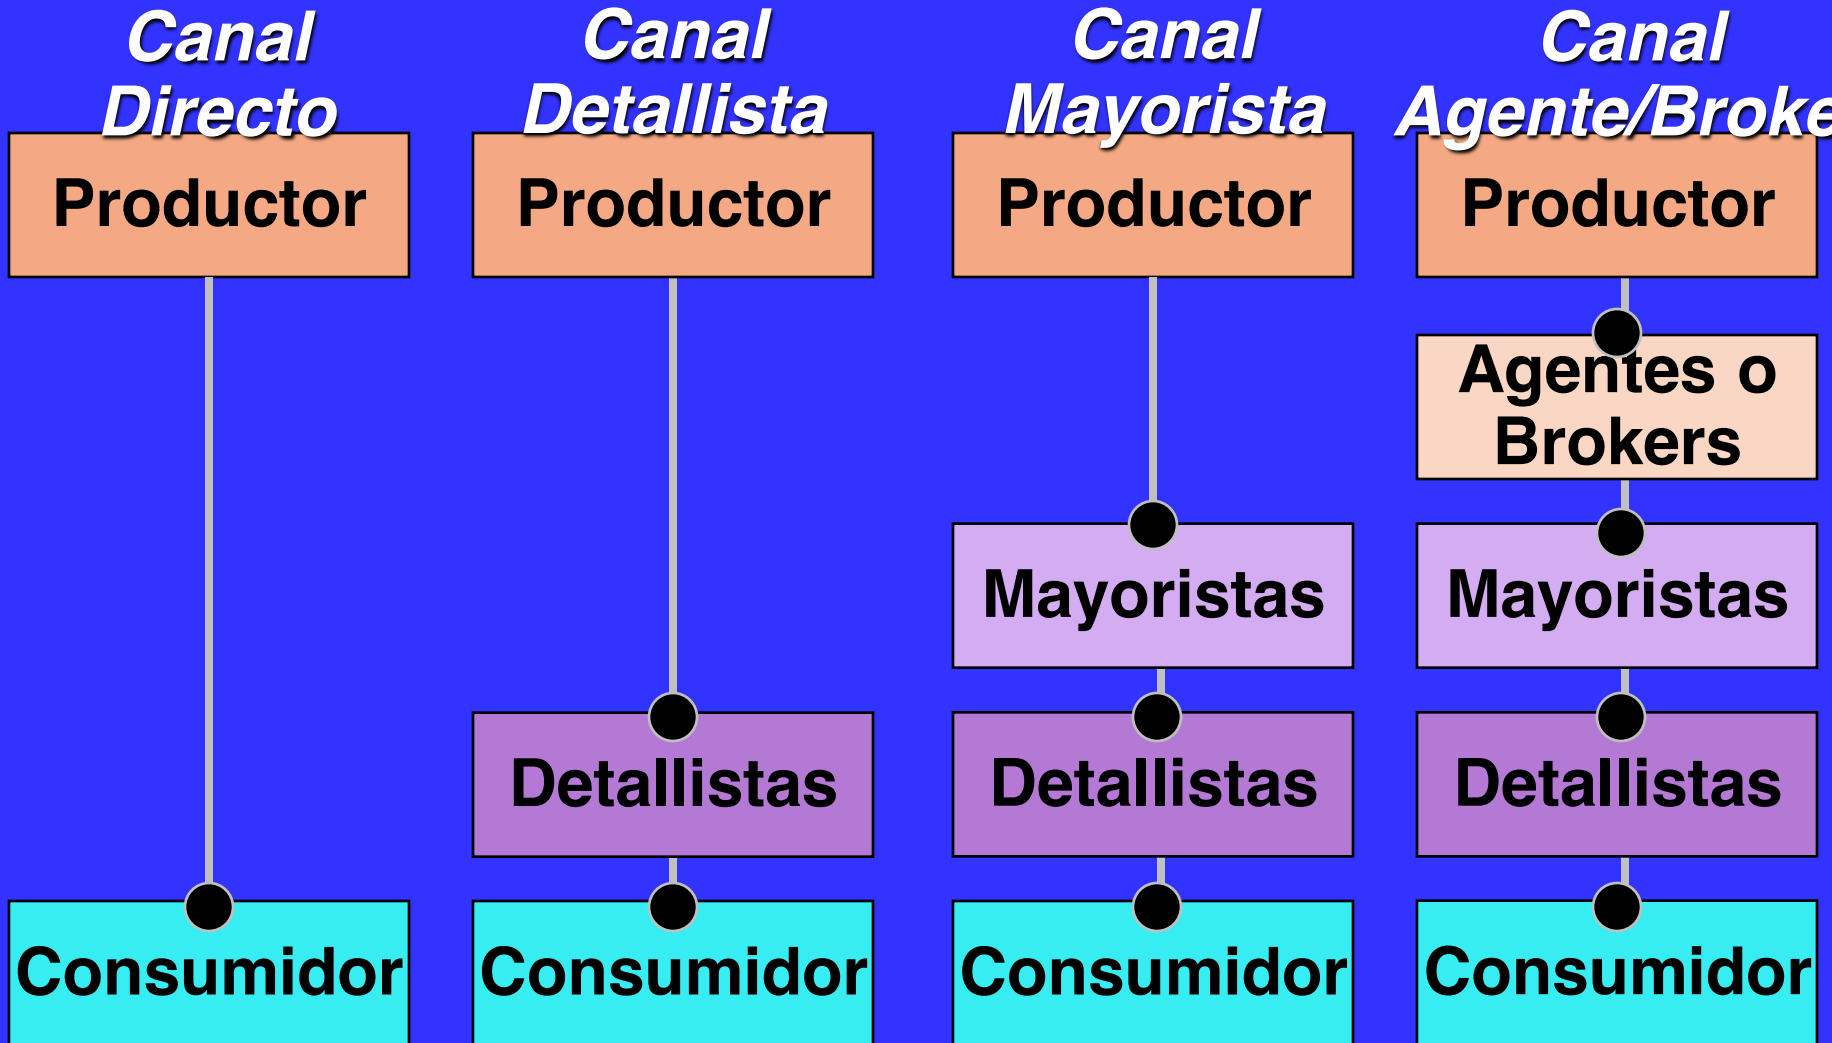 Canal
Directo
Canal
Detallista
Canal
Mayorista
Canal
Agente/Broke
Productor
Productor
Productor
Productor
Agentes o
Brokers
Mayoristas
Mayoristas
Detallistas
Detallistas
Detallistas
Consumidor
Consumidor
Consumidor
Consumidor